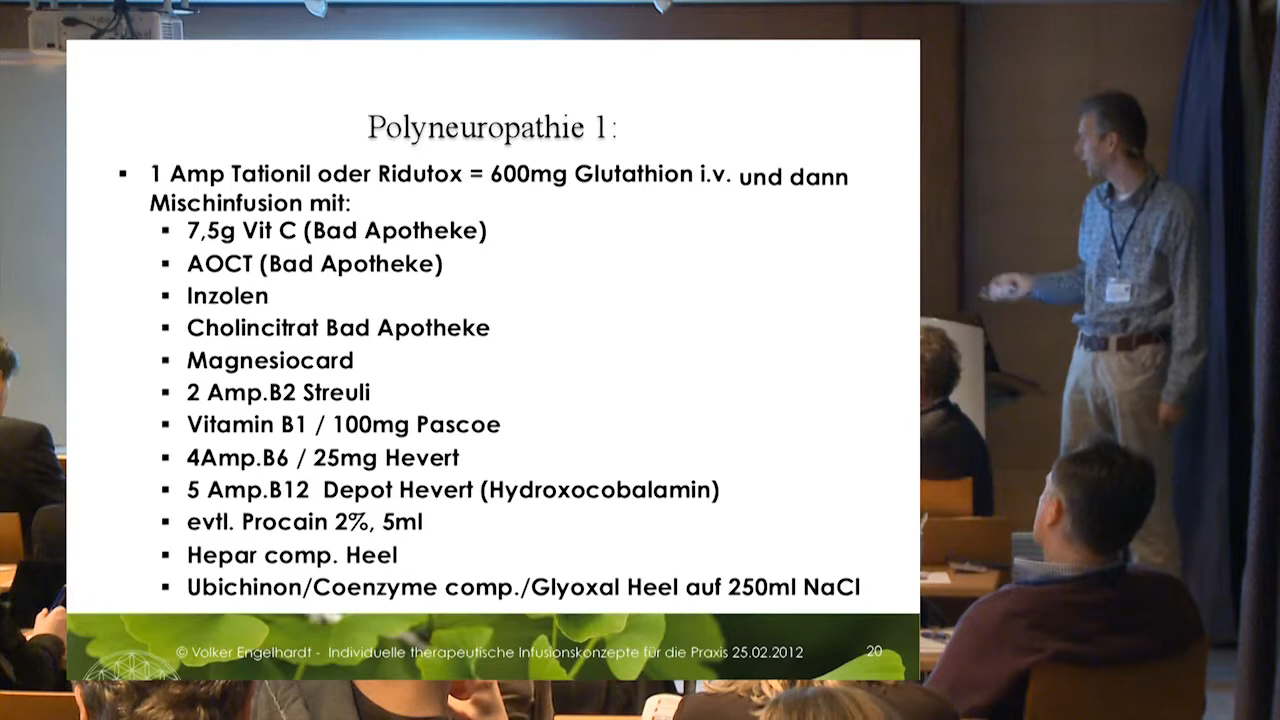 Polyneuropathie 1:
▪ 1 Amp Tationil oder Ridutox = 600mg Glutathion i.v. und dann
Mischinfusion mit:
▪ 7,5g Vit C (Bad Apotheke)
▪ AOCT (Bad Apotheke)
▪ Inzolen
▪ Cholincitrat Bad Apotheke
▪ Magnesiocard
▪ 2 Amp.B2 Streuli
▪ Vitamin B1 / 100mg Pascoe
▪ 4Amp.B6 / 25mg Hevert
▪ 5 Amp.B12 Depot Hevert (Hydroxocobalamin)
▪ evtl. Procain 2%, 5ml
▪ Hepar comp. Heel
▪ Ubichinon/Coenzyme comp./Glyoxal Heel auf 250ml NaCl
© Volker Engelhardt - Individuelle therapeutische Infusionskonzepte für die Praxis 25.02.2012
20